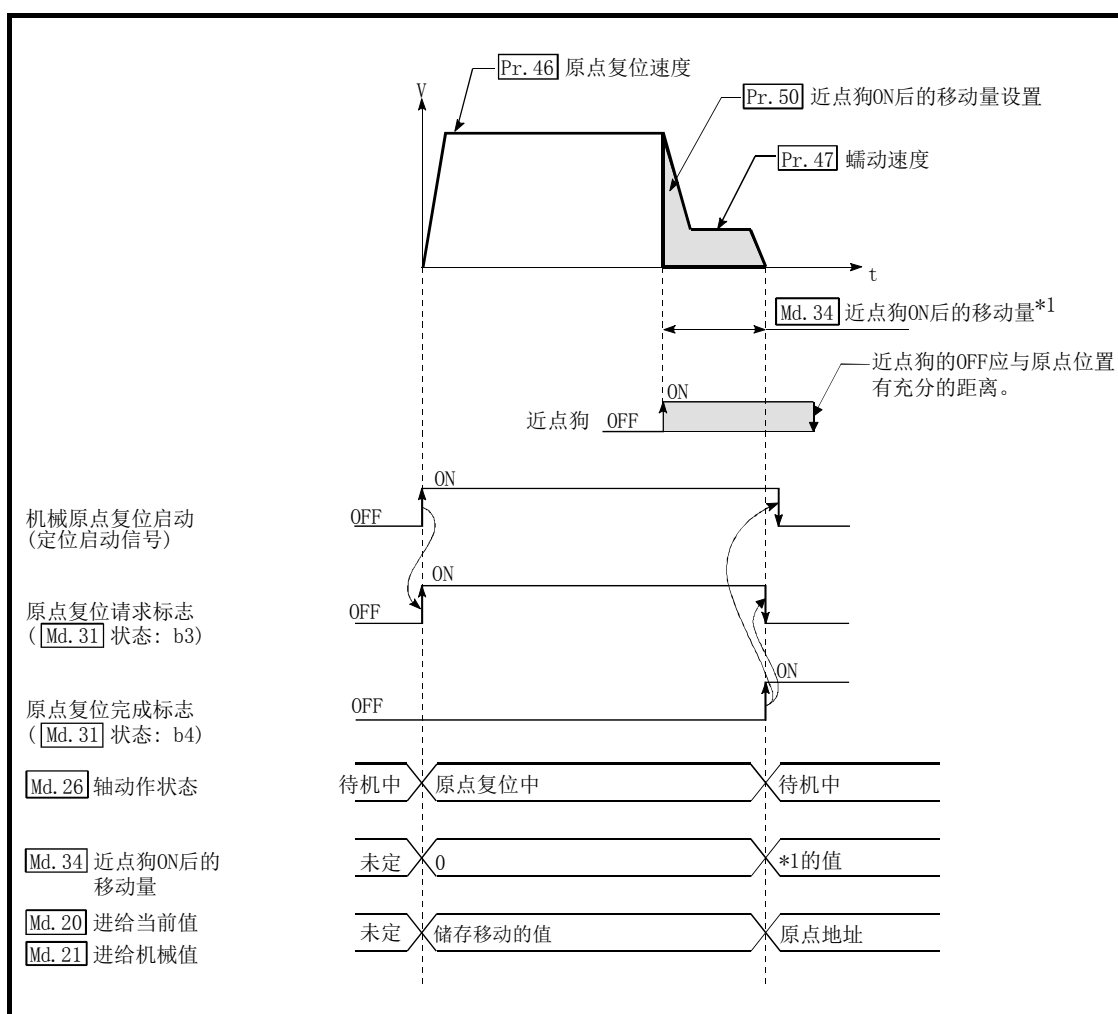 Pr.46 原点复位速度
V
Pr.50 近点狗ON后的移动量设置
Pr.47 蠕动速度
t
Md.34 近点狗ON后的移动量*1
近点狗的OFF应与原点位置
有充分的距离。
ON
近点狗 OFF
ON
机械原点复位启动
(定位启动信号)
OFF
ON
原点复位请求标志
(Md.31 状态: b3)
OFF
ON
原点复位完成标志
(Md.31 状态: b4)
OFF
Md.26 轴动作状态 待机中 原点复位中 待机中
Md.34 近点狗ON后的
移动量
未定 0 *1的值
Md.20 进给当前值
Md.21 进给机械值
未定 储存移动的值 原点地址